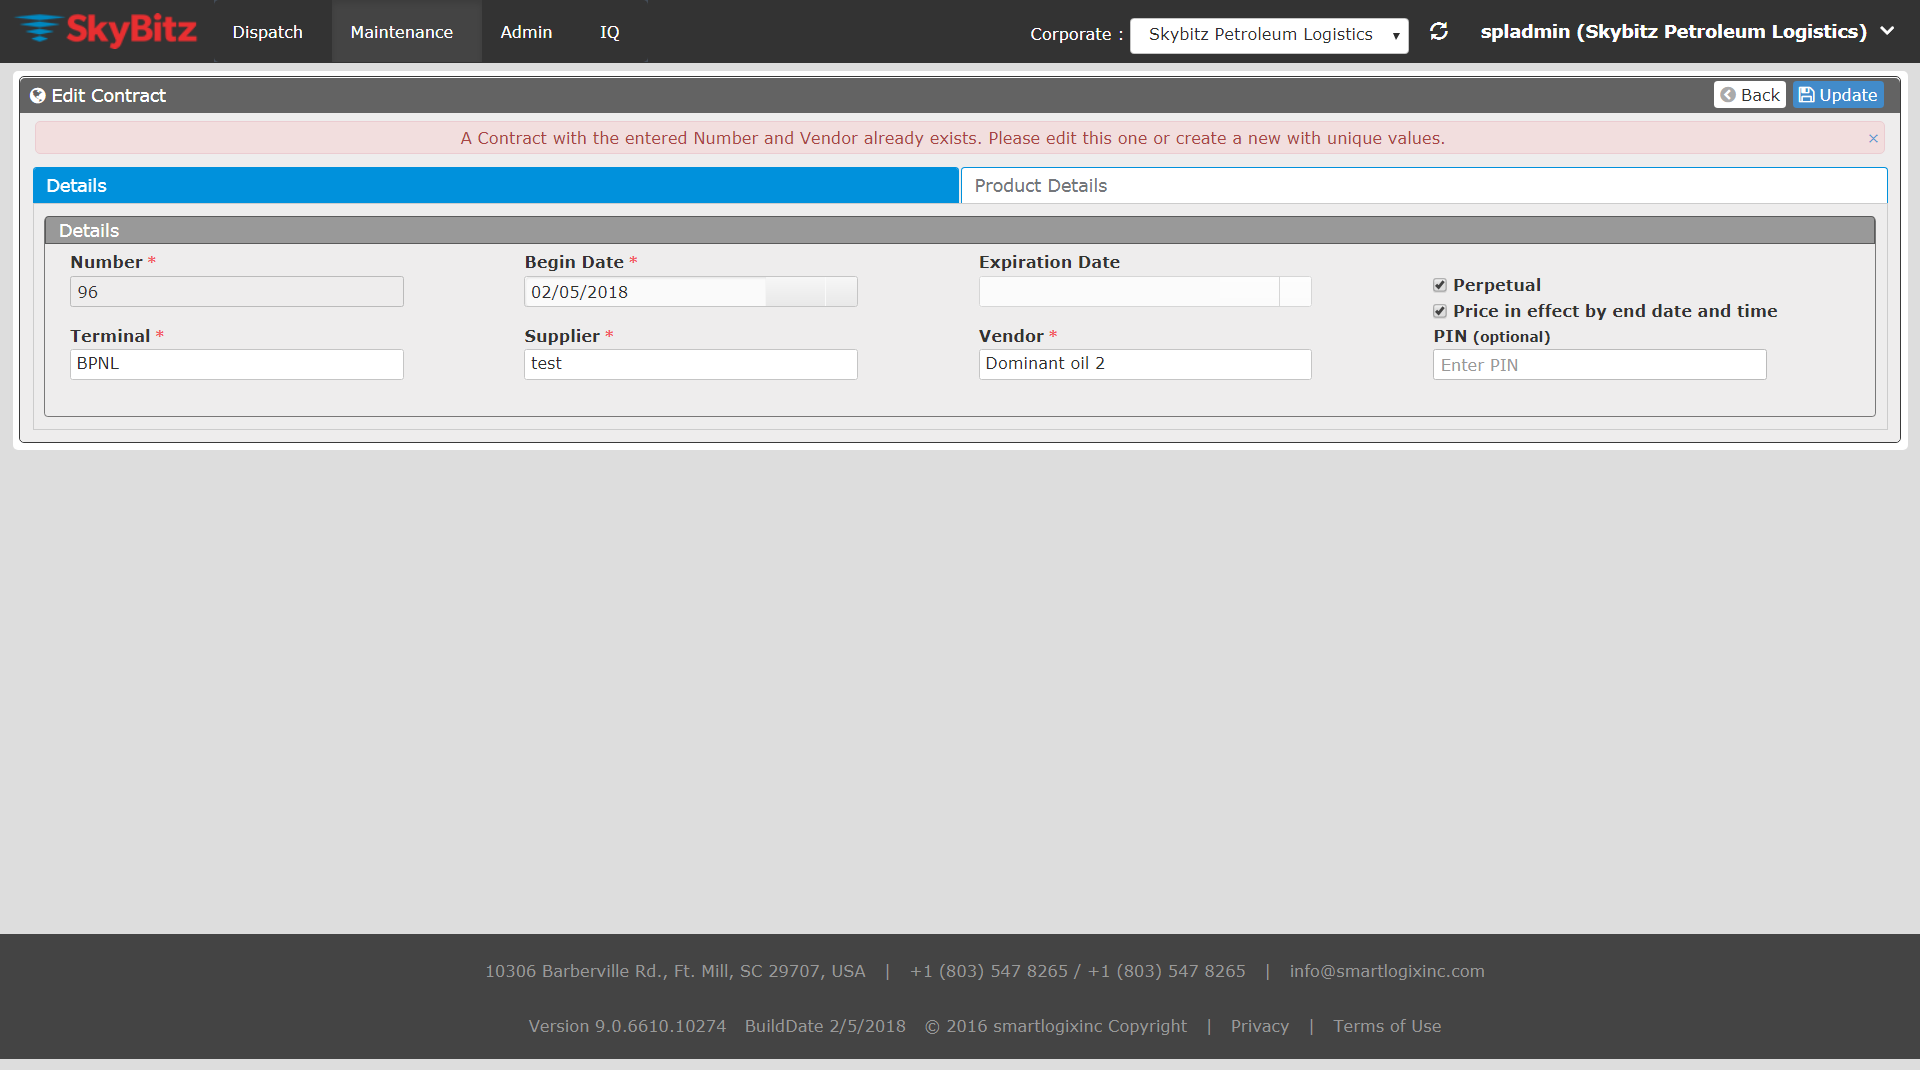 SkyBitz Dispatch Maintenance Admin IQ Corporate : Skybitz Petroleum Logistics spladmin (Skybitz Petroleum Logistics)
Edit Contract Back Update
A Contract with the entered Number and Vendor already exists. Please edit this one or create a new with unique values. ×
Details Product Details
Details
Number * Begin Date * Expiration Date
96 02/05/2018 Perpetual
Price in effect by end date and time
Terminal * Supplier * Vendor * PIN (optional)
BPNL test Dominant oil 2 Enter PIN
10306 Barberville Rd., Ft. Mill, SC 29707, USA | +1 (803) 547 8265 / +1 (803) 547 8265 | info@smartlogixinc.com
Version 9.0.6610.10274 BuildDate 2/5/2018 © 2016 smartlogixinc Copyright | Privacy | Terms of Use